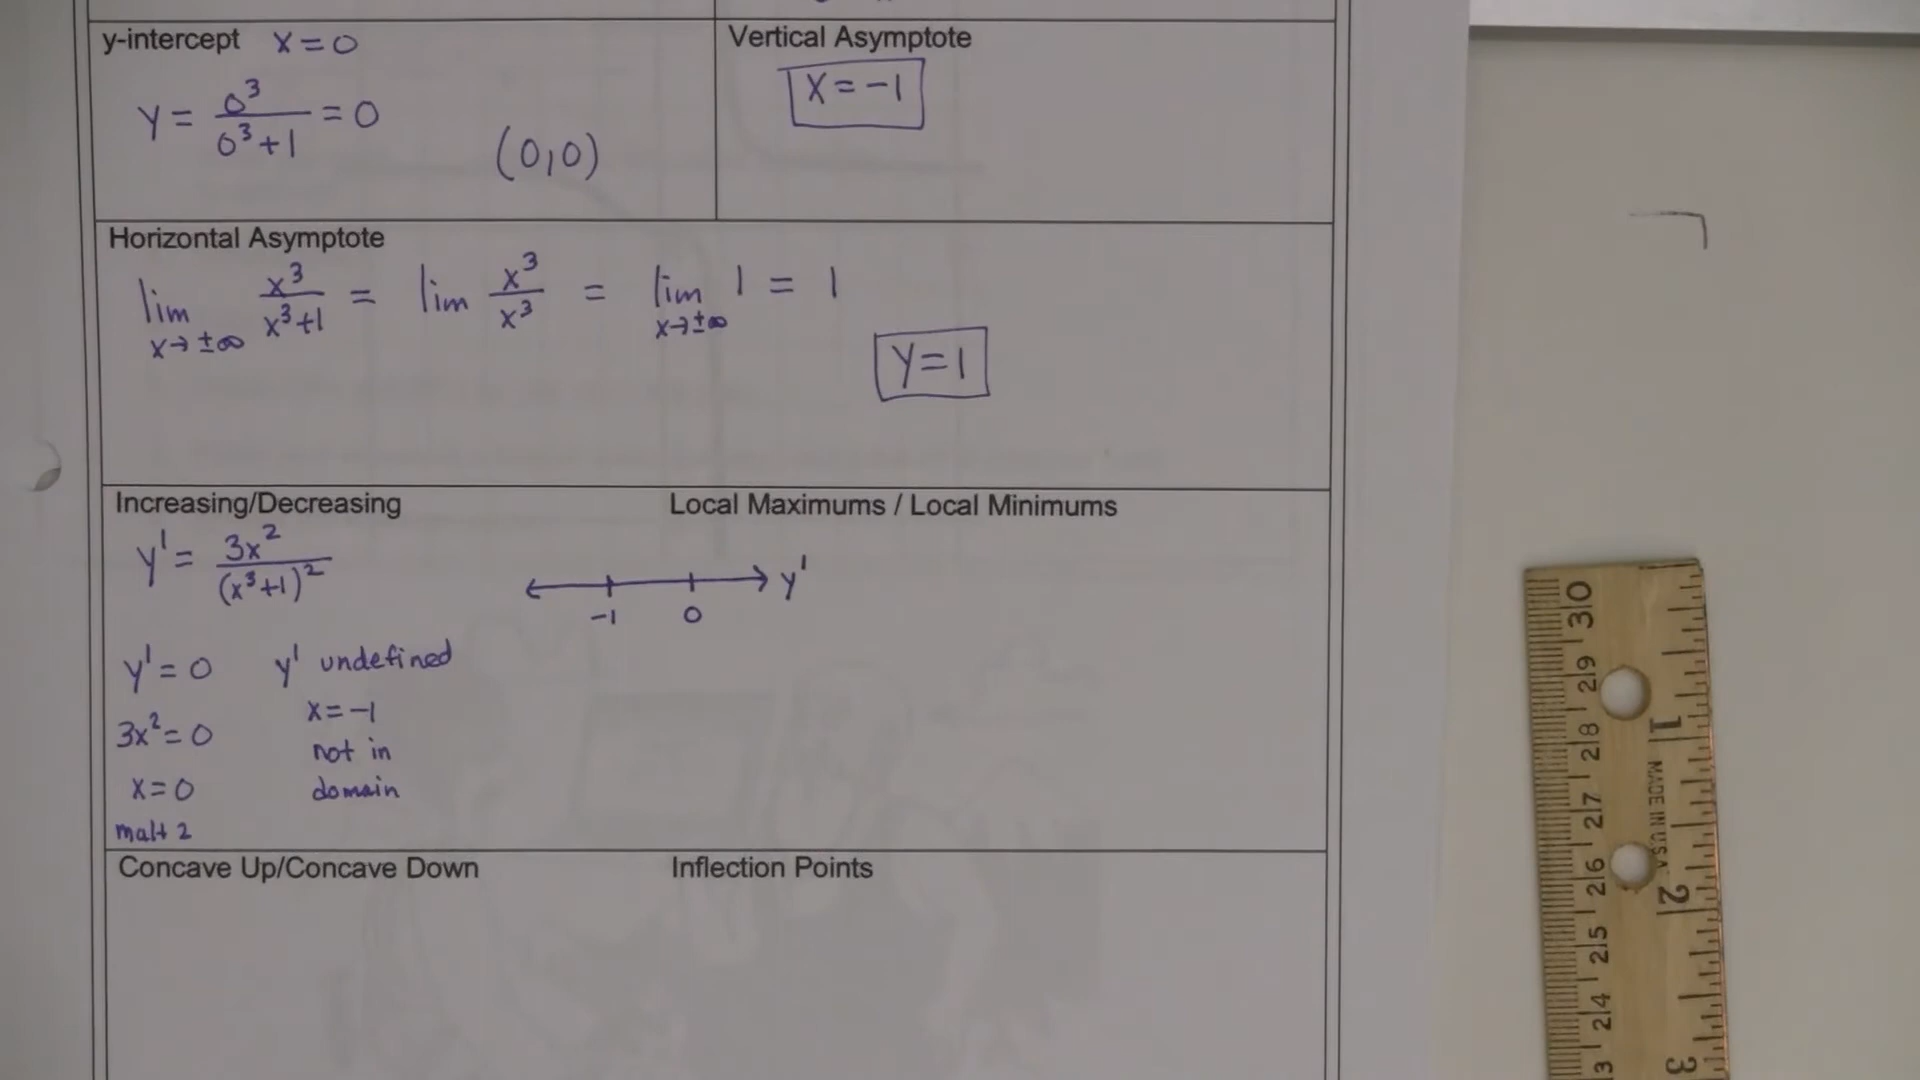 y-intercept x = 0
y = 0³/(0³+1) = 0
(0,0)
Vertical Asymptote
x = -1
Horizontal Asymptote
lim x→±∞ x³/(x³+1) = lim x³/x³ = lim x→±∞ 1 = 1
y = 1
Increasing/Decreasing
y' = 3x²/(x³+1)²
y' = 0
3x² = 0
x = 0
mult 2
y' undefined
x = -1
not in
domain
Local Maximums / Local Minimums
y'
-1 0
Concave Up/Concave Down
Inflection Points
30
29
28
27
26
25
24
3
1
MADE IN U.S.A.
2
3